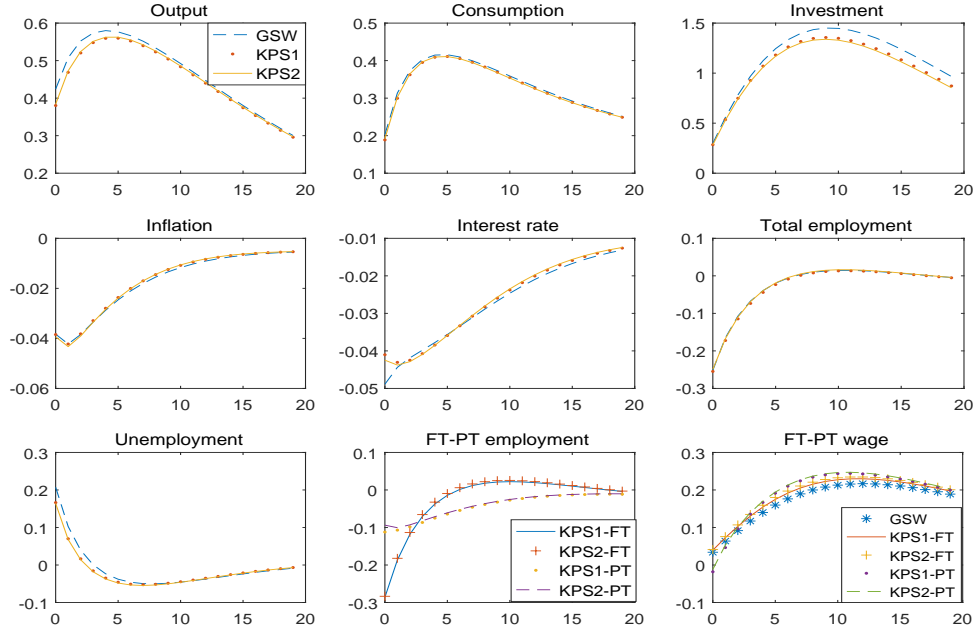 Output
Consumption
Investment
0.6
0.5
0.4
0.3
0.2
GSW
KPS1
KPS2
0 5 10 15 20
0.5
0.4
0.3
0.2
0.1
0 5 10 15 20
1.5
1
0.5
0
0 5 10 15 20
Inflation
Interest rate
Total employment
0
-0.02
-0.04
-0.06
0 5 10 15 20
-0.01
-0.02
-0.03
-0.04
-0.05
0 5 10 15 20
0.1
0
-0.1
-0.2
-0.3
0 5 10 15 20
Unemployment
FT-PT employment
FT-PT wage
0.3
0.2
0.1
0
-0.1
0 5 10 15 20
0.1
0
-0.1
-0.2
-0.3
KPS1-FT
KPS2-FT
KPS1-PT
KPS2-PT
0 5 10 15 20
0.3
0.2
0.1
0
-0.1
GSW
KPS1-FT
KPS2-FT
KPS1-PT
KPS2-PT
0 5 10 15 20